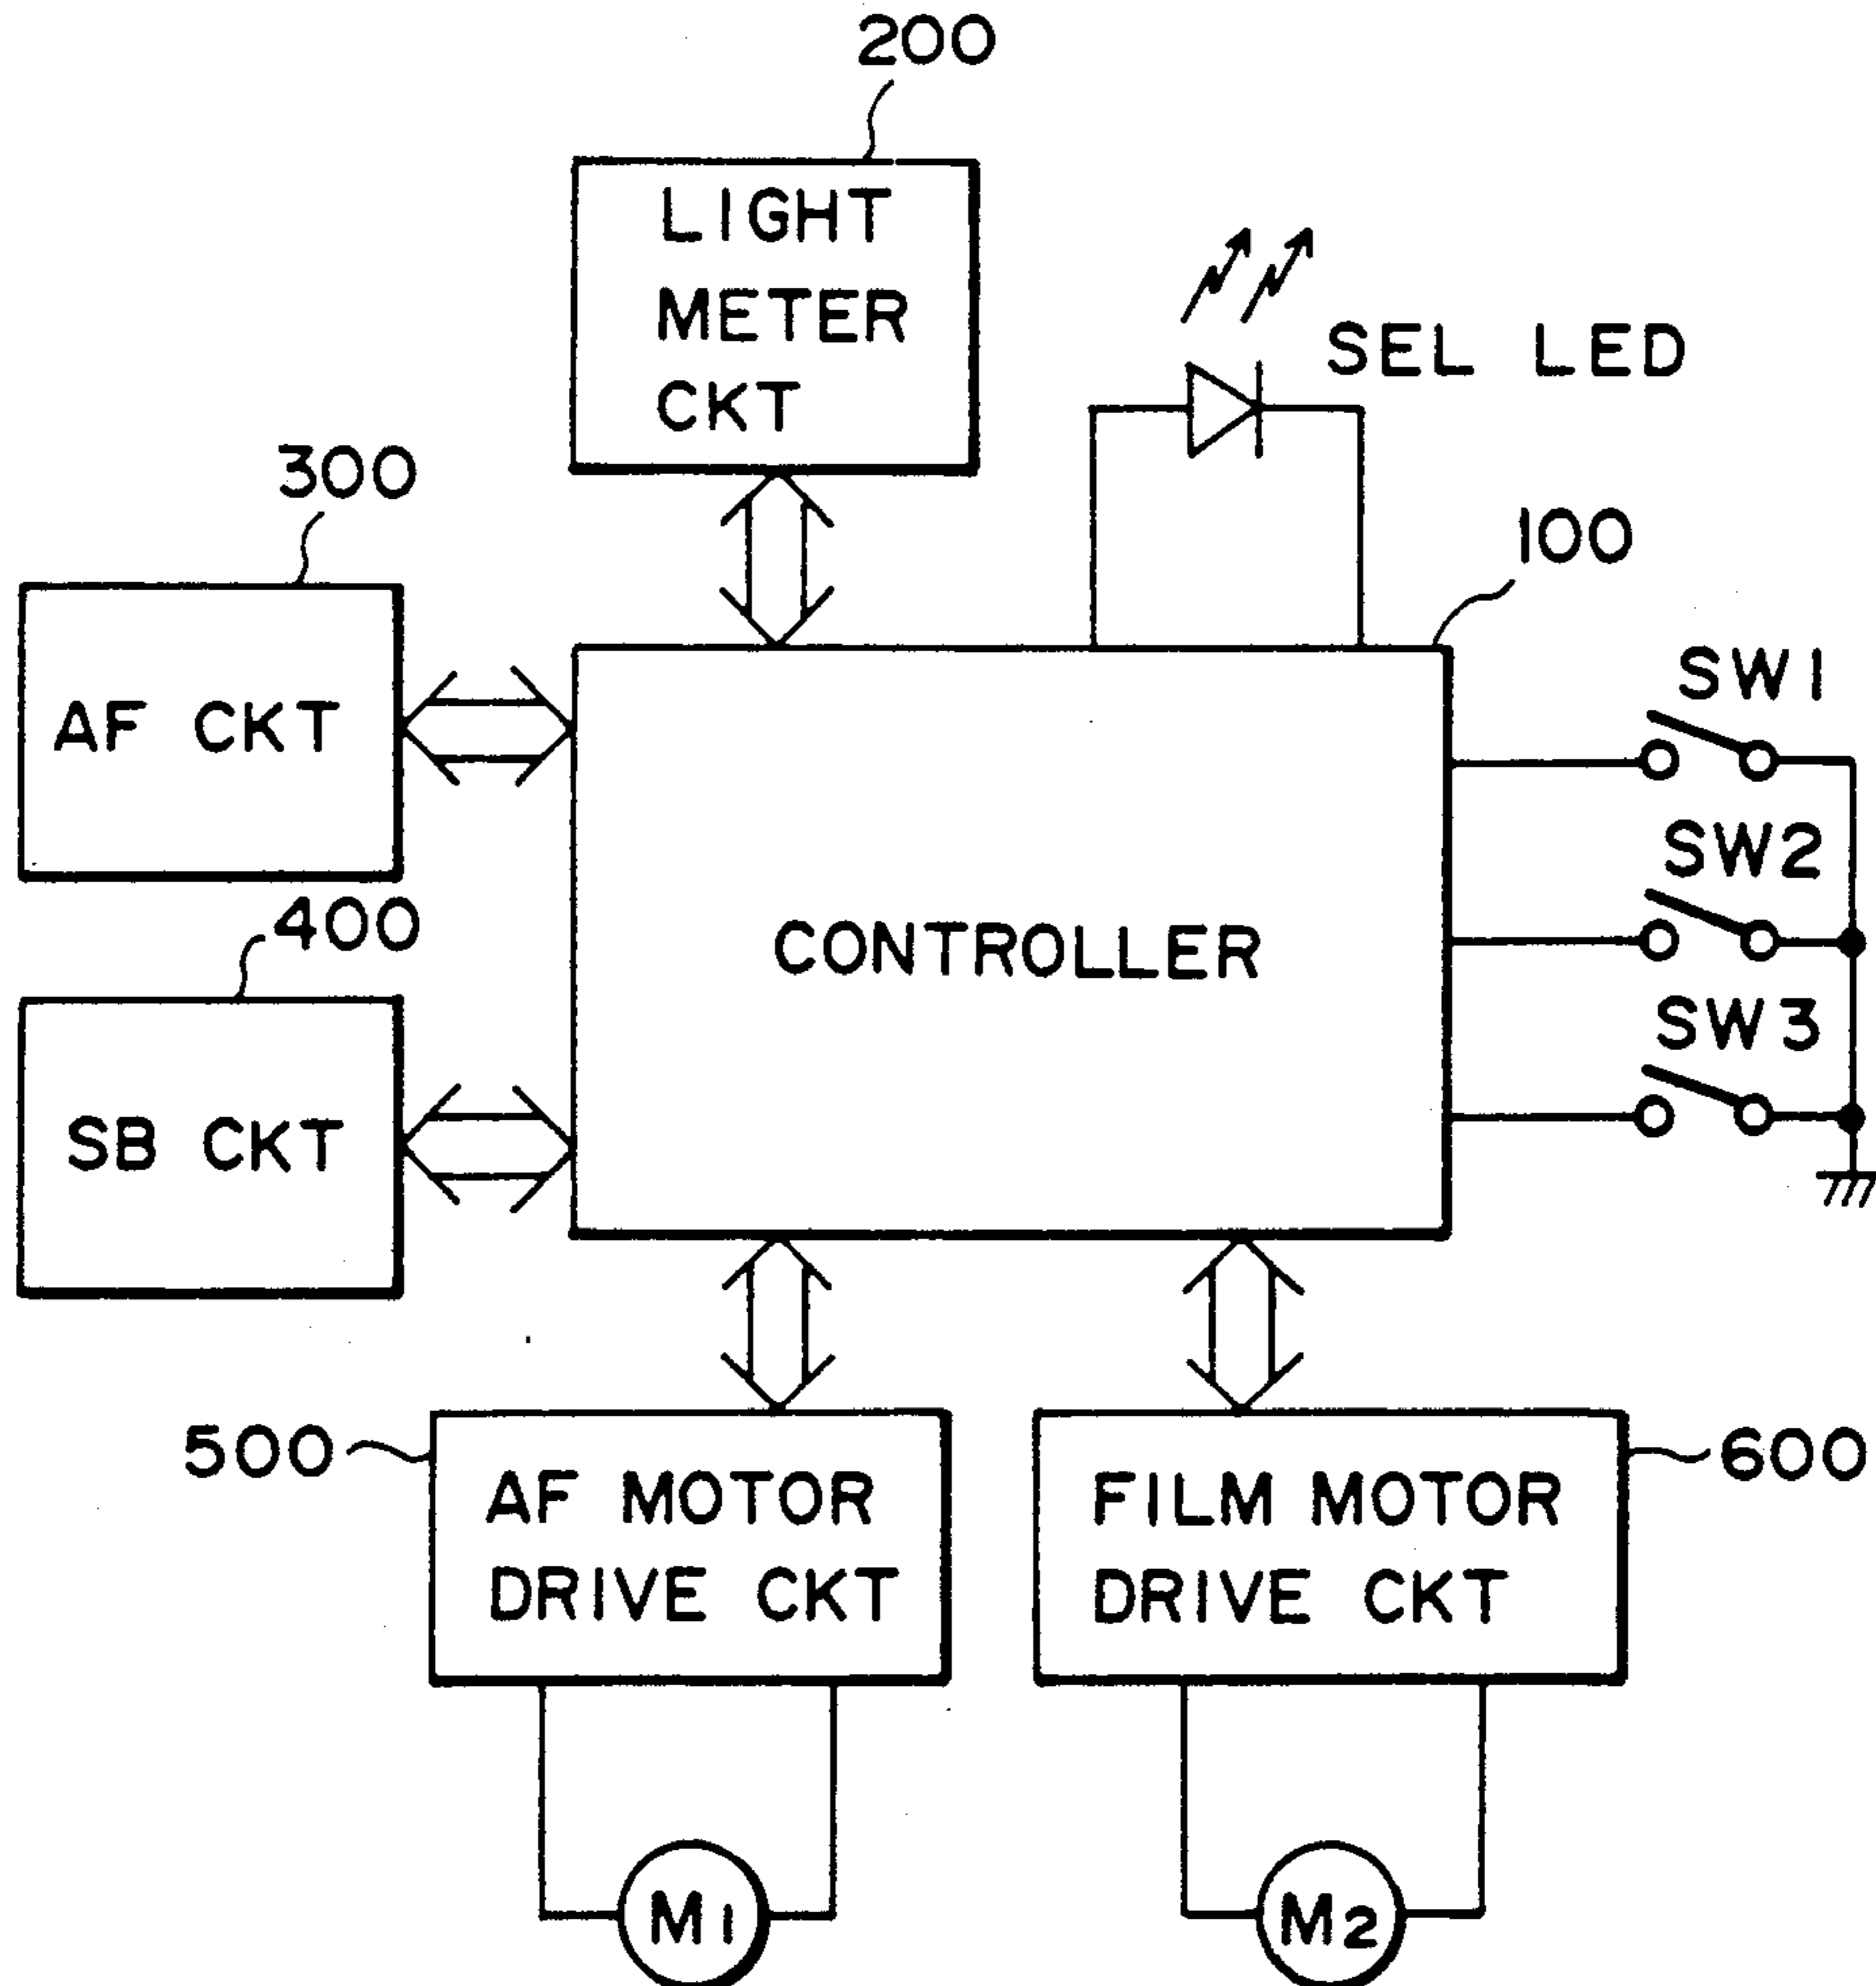 200
LIGHT
METER
CKT
SEL LED
300
100
AF CKT
SW1
SW2
400
CONTROLLER
SW3
SB CKT
500
AF MOTOR
DRIVE CKT
FILM MOTOR
DRIVE CKT
600
M1
M2